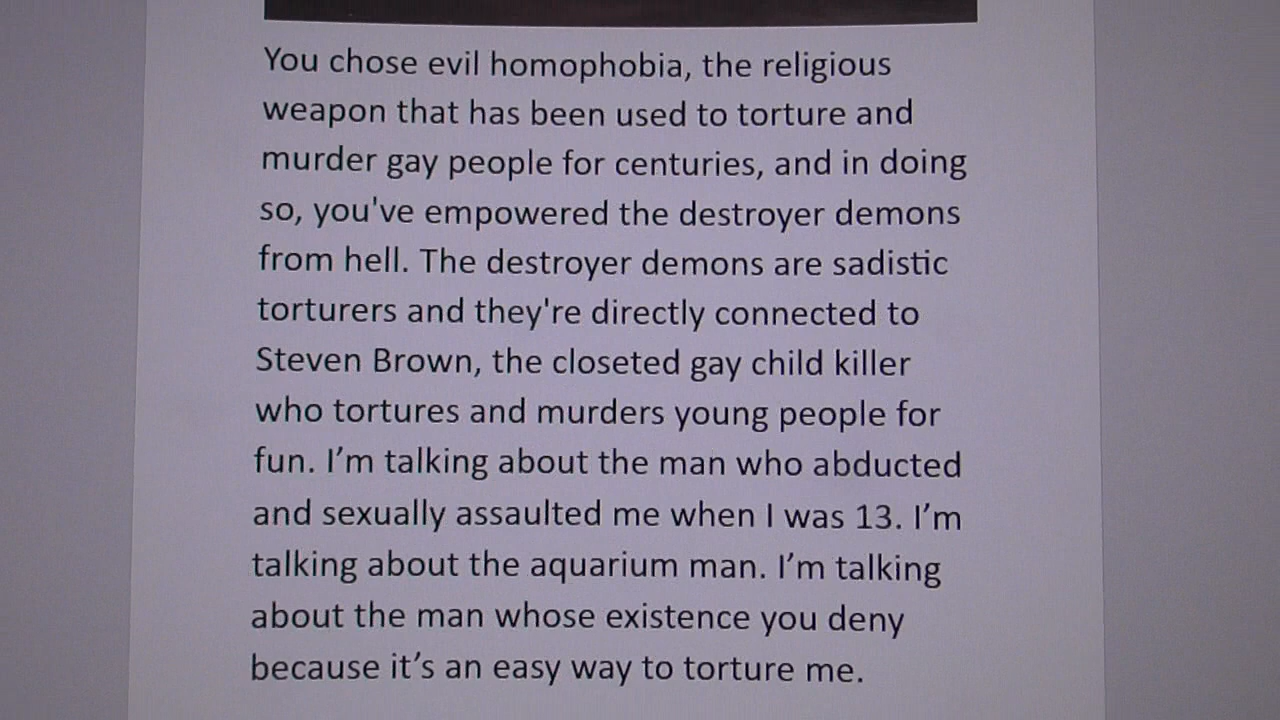 You chose evil homophobia, the religious
weapon that has been used to torture and
murder gay people for centuries, and in doing
so, you've empowered the destroyer demons
from hell. The destroyer demons are sadistic
torturers and they're directly connected to
Steven Brown, the closeted gay child killer
who tortures and murders young people for
fun. I’m talking about the man who abducted
and sexually assaulted me when I was 13. I’m
talking about the aquarium man. I’m talking
about the man whose existence you deny
because it’s an easy way to torture me.